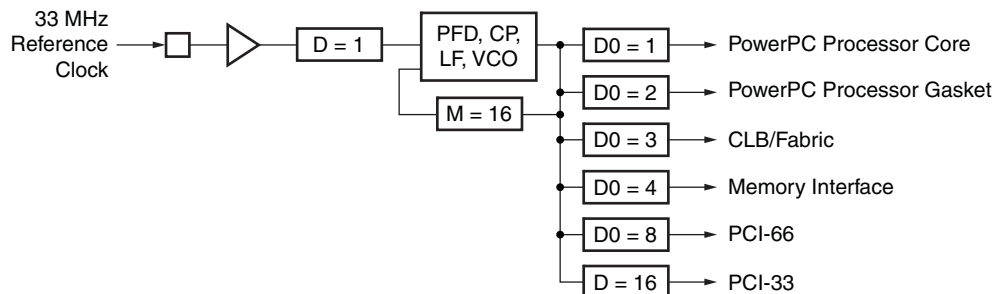 33 MHz
Reference
Clock
D = 1
PFD, CP,
LF, VCO
M = 16
D0 = 1
PowerPC Processor Core
D0 = 2
PowerPC Processor Gasket
D0 = 3
CLB/Fabric
D0 = 4
Memory Interface
D0 = 8
PCI-66
D = 16
PCI-33